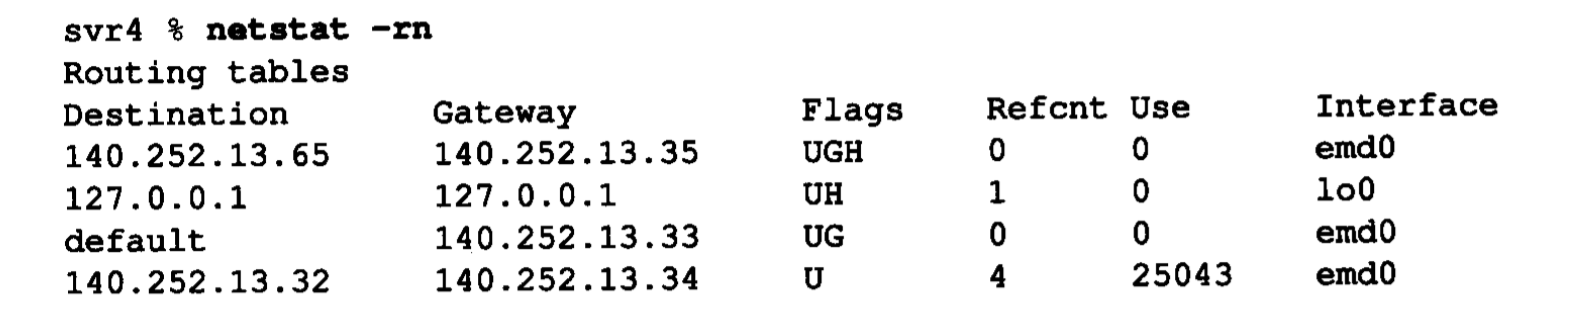 svr4 % netstat -rn
Routing tables
Destination Gateway Flags Refcnt Use Interface
140.252.13.65 140.252.13.35 UGH 0 0 emd0
127.0.0.1 127.0.0.1 UH 1 0 lo0
default 140.252.13.33 UG 0 0 emd0
140.252.13.32 140.252.13.34 U 4 25043 emd0